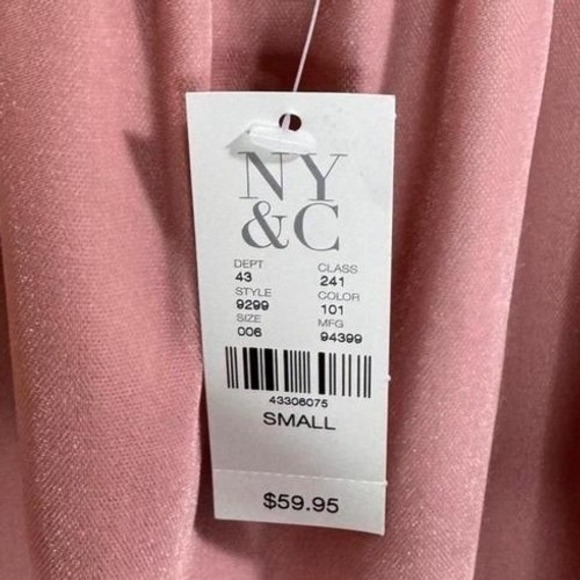 NY
&C
DEPT CLASS
43 241
STYLE COLOR
9299 101
SIZE MFG
006 94399
43306075
SMALL
$59.95